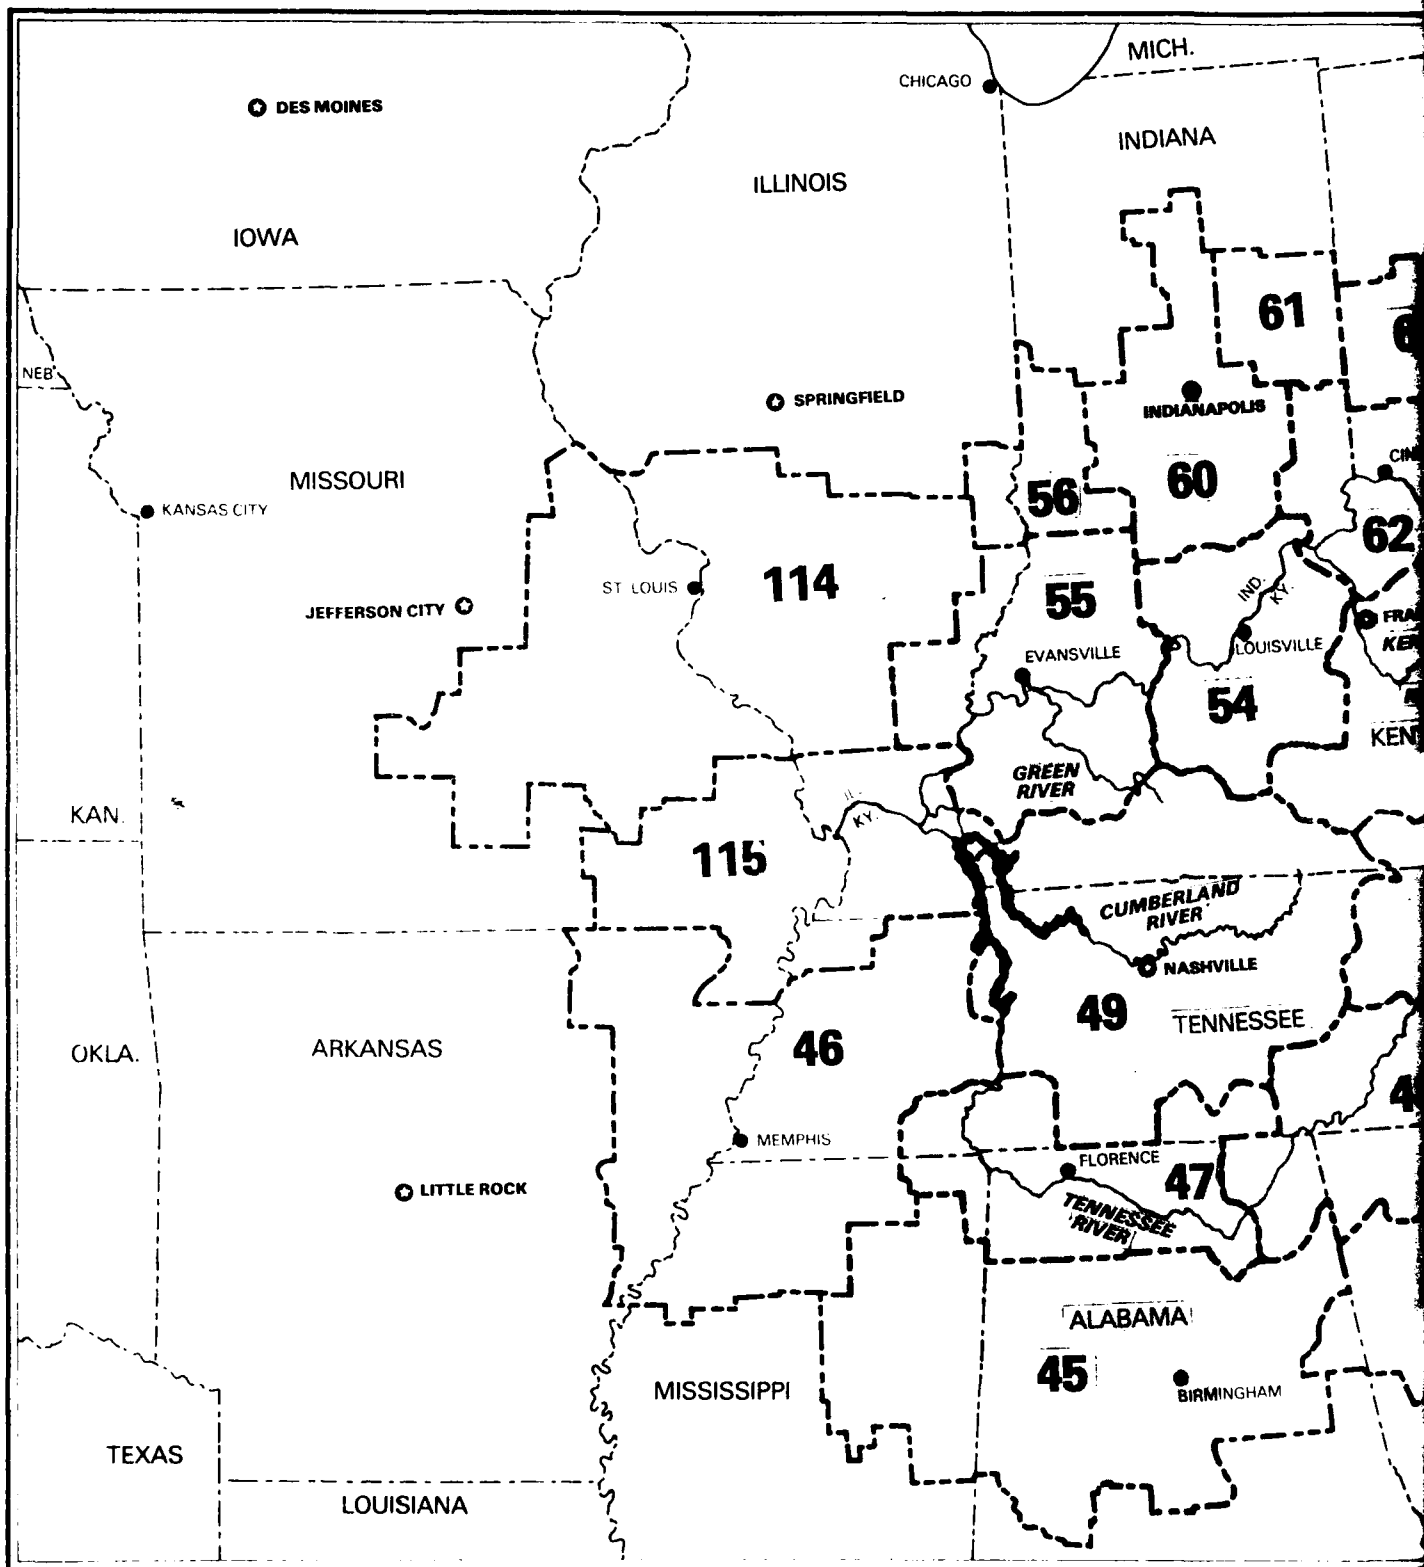 MICH.
CHICAGO
DES MOINES
INDIANA
ILLINOIS
IOWA
61
NEB.
SPRINGFIELD
INDIANAPOLIS
MISSOURI
60
56
KANSAS CITY
62
114
ST. LOUIS
IND.
KY.
55
JEFFERSON CITY
LOUISVILLE
EVANSVILLE
54
GREEN
RIVER
KAN.
IL.
KY.
115
CUMBERLAND
RIVER
NASHVILLE
49
TENNESSEE
OKLA.
ARKANSAS
46
MEMPHIS
FLORENCE
47
LITTLE ROCK
TENNESSEE
RIVER
ALABAMA
45
MISSISSIPPI
BIRMINGHAM
TEXAS
LOUISIANA